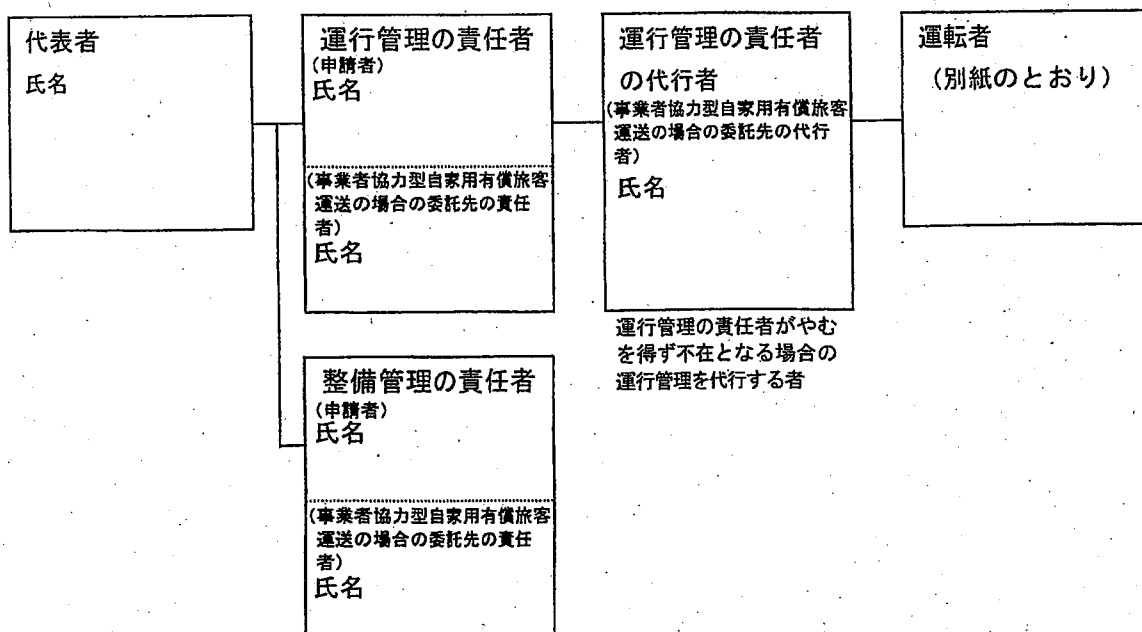 代表者
氏名
運行管理の責任者
(申請者)
氏名
(事業者協力型自家用有償旅客
運送の場合の委託先の責任
者)
氏名
運行管理の責任者
の代行者
(事業者協力型自家用有償旅客
運送の場合の委託先の代行
者)
氏名
運行管理の責任者がやむ
を得ず不在となる場合の
運行管理を代行する者
運転者
(別紙のとおり)
整備管理の責任者
(申請者)
氏名
(事業者協力型自家用有償旅客
運送の場合の委託先の責任
者)
氏名